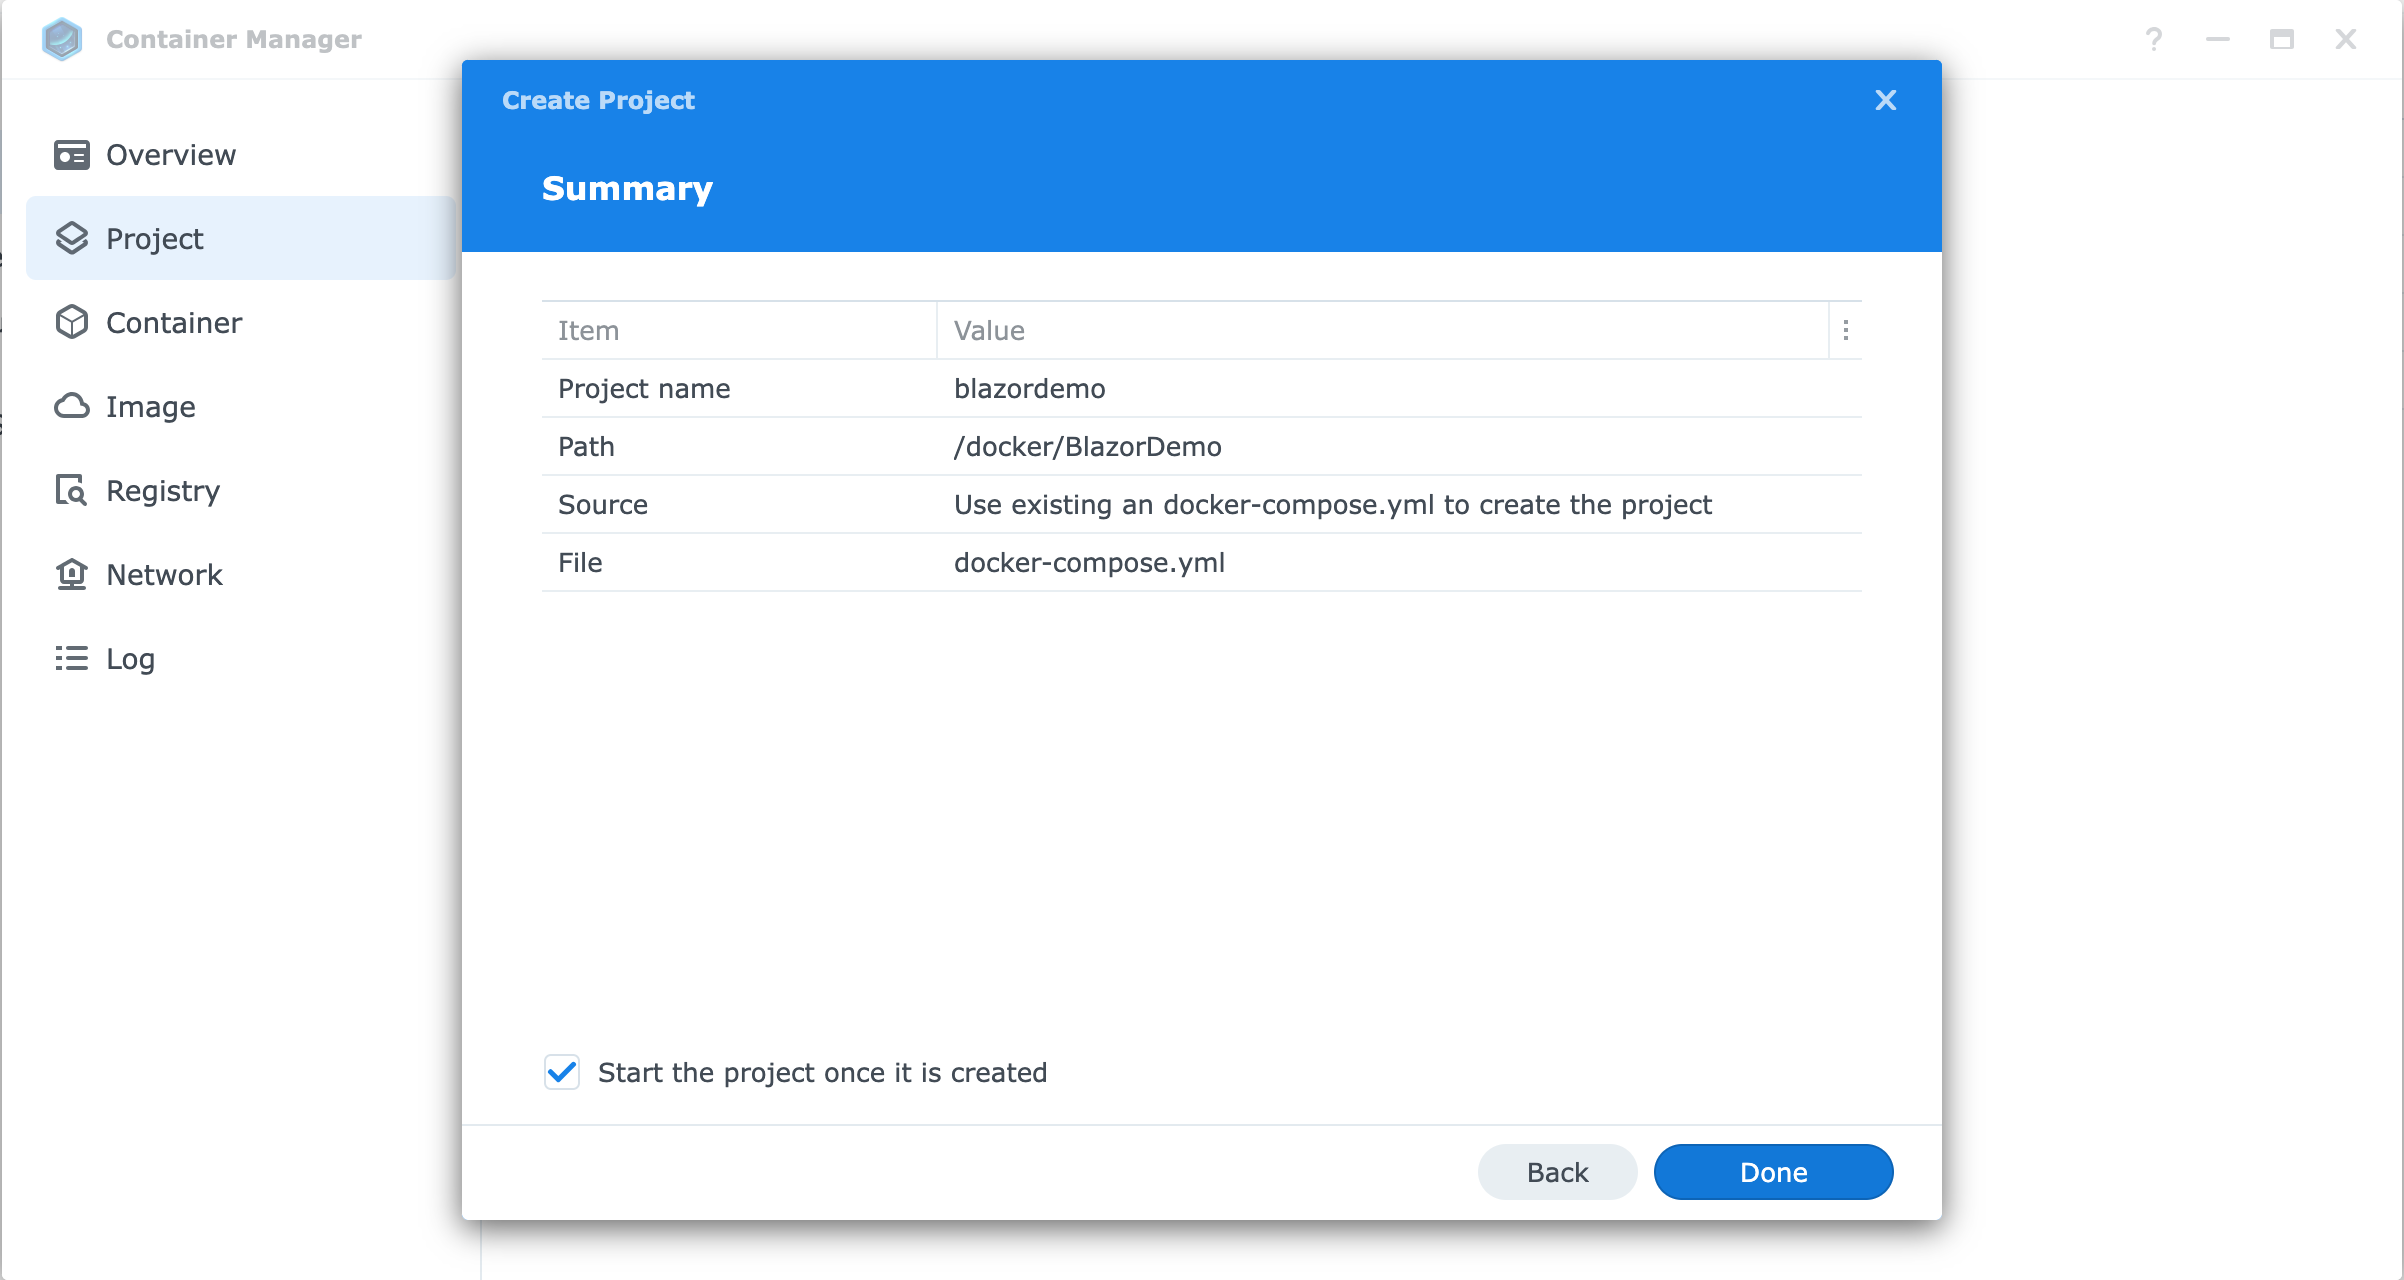 Container Manager
?
Overview
Project
Container
Image
Registry
Network
Log
Create Project
Summary
Item Value
Project name blazordemo
Path /docker/BlazorDemo
Source Use existing an docker-compose.yml to create the project
File docker-compose.yml
Start the project once it is created
Back Done